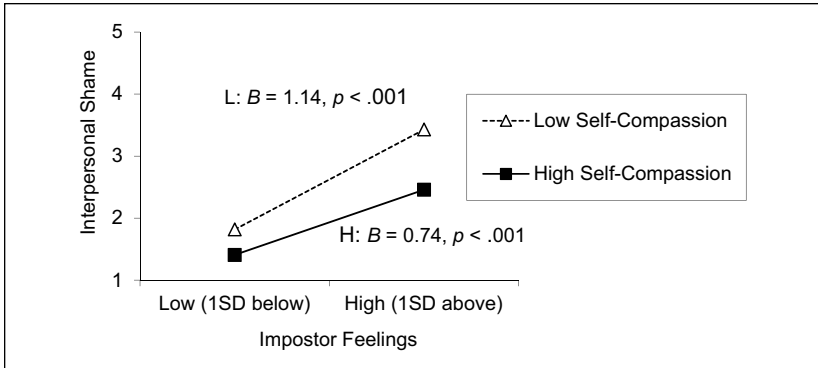 5
4
3
2
1
Interpersonal Shame
L: B = 1.14, p < .001
H: B = 0.74, p < .001
Low Self-Compassion
High Self-Compassion
Low (1SD below) High (1SD above)
Impostor Feelings